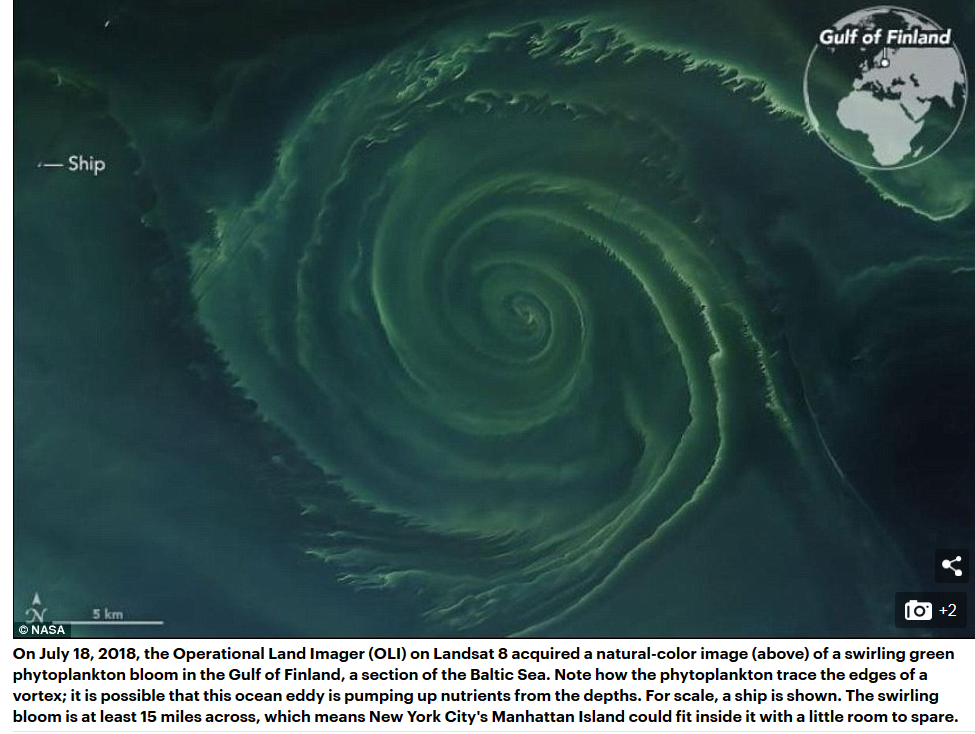 Gulf of Finland
Ship
N
5 km
© NASA
+2
On July 18, 2018, the Operational Land Imager (OLI) on Landsat 8 acquired a natural-color image (above) of a swirling green
phytoplankton bloom in the Gulf of Finland, a section of the Baltic Sea. Note how the phytoplankton trace the edges of a
vortex; it is possible that this ocean eddy is pumping up nutrients from the depths. For scale, a ship is shown. The swirling
bloom is at least 15 miles across, which means New York City's Manhattan Island could fit inside it with a little room to spare.